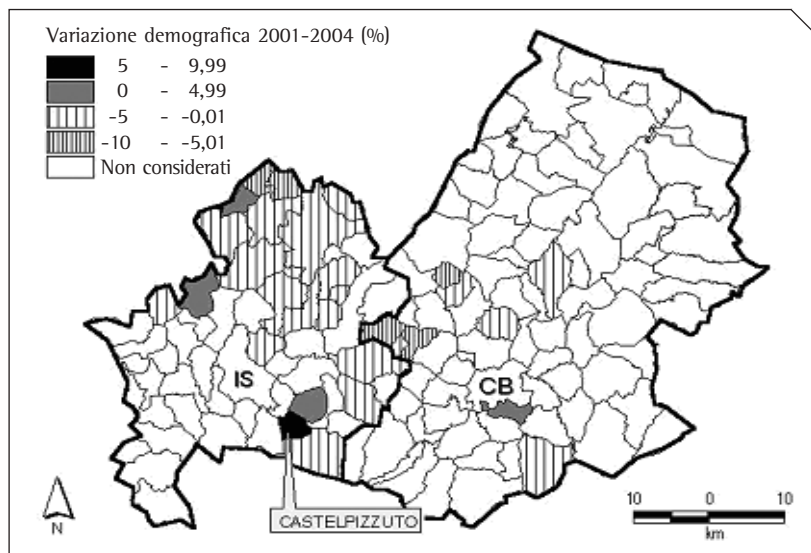 Variazione demografica 2001-2004 (%)
5 - 9,99
0 - 4,99
-5 - -0,01
-10 - -5,01
Non considerati
IS
CB
CASTELPIZZUTO
N
10 0 10
km